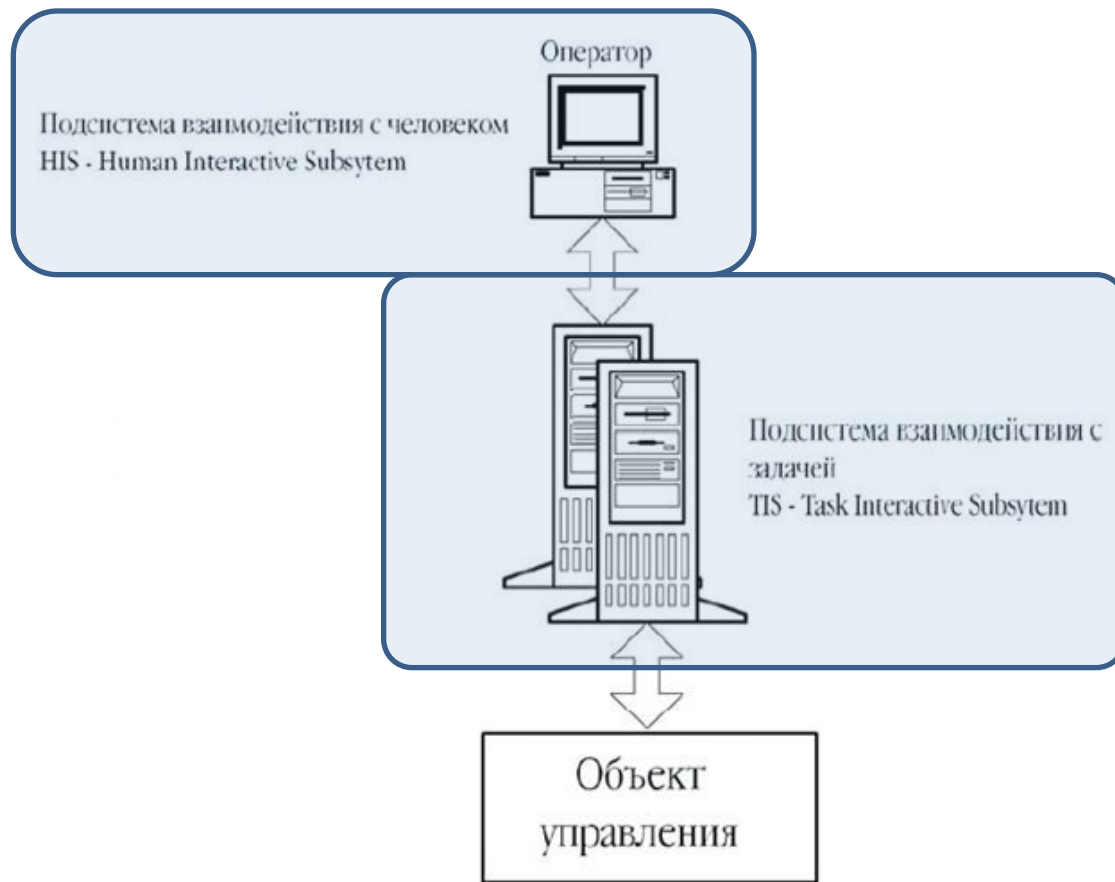 Оператор
Подсистема взаимодействия с человеком
HIS - Human Interactive Subsytem
Подсистема взаимодействия с
задачей
TIS - Task Interactive Subsytem
Объект
управления